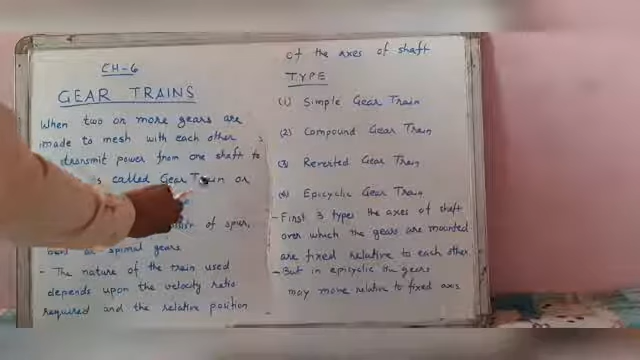 CH-6
GEAR TRAINS
When two or more gears are
made to mesh with each other
transmit power from one shaft to
is called Gear Train or
of spur,
or spiral gears
- The nature of the train used
depends upon the velocity ratio
required and the relative position
of the axes of shaft
TYPE
(1) Simple Gear Train
(2) Compound Gear Train
(3) Reverted Gear Train
(4) Epicyclic Gear Train
- First 3 types the axes of shaft
over which the gears are mounted
are fixed relative to each other
- But in epicyclic the gears
may move relative to fixed axis